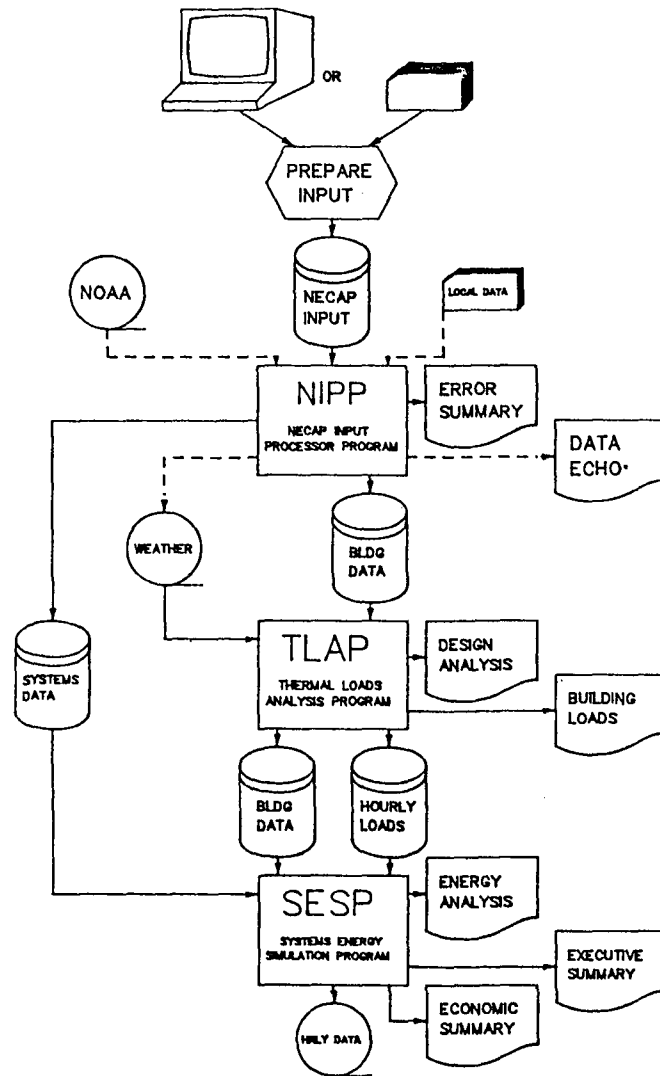 OR
PREPARE
INPUT
NOAA
NECAP
INPUT
LOCAL DATA
NIPP
NECAP INPUT
PROCESSOR PROGRAM
ERROR
SUMMARY
DATA
ECHO*
WEATHER
BLDG
DATA
TLAP
THERMAL LOADS
ANALYSIS PROGRAM
DESIGN
ANALYSIS
SYSTEMS
DATA
BUILDING
LOADS
BLDG
DATA
HOURLY
LOADS
SESP
SYSTEMS ENERGY
SIMULATION PROGRAM
ENERGY
ANALYSIS
EXECUTIVE
SUMMARY
ECONOMIC
SUMMARY
HRLY DATA